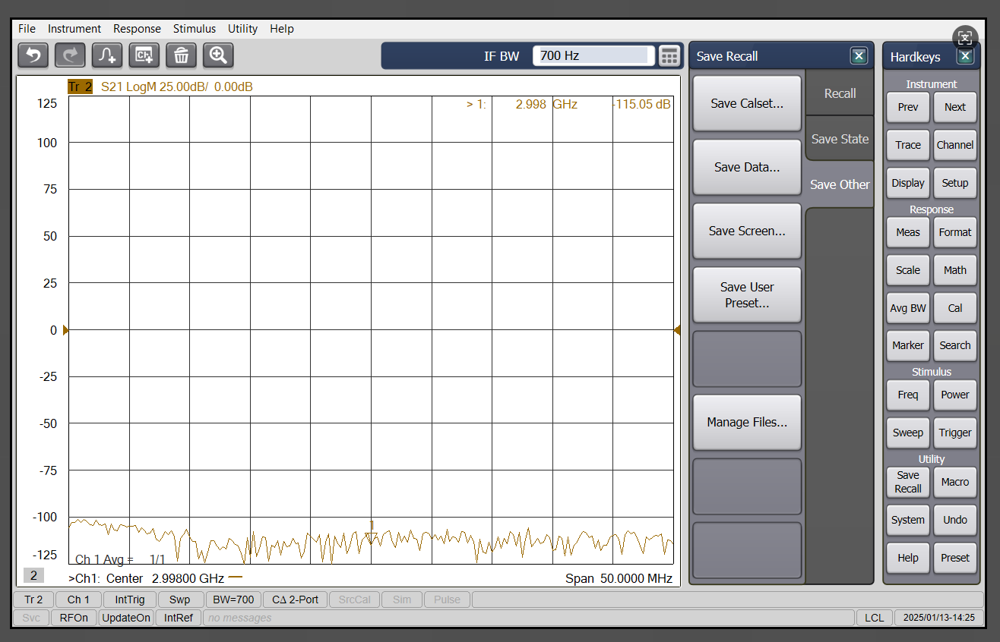 File Instrument Response Stimulus Utility Help
IF BW 700 Hz
Tr 2 S21 LogM 25.00dB/ 0.00dB
> 1: 2.998 GHz -115.05 dB
125
100
75
50
25
0
-25
-50
-75
-100
-125
1
Ch 1 Avg = 1/1
2
>Ch1: Center 2.99800 GHz
Span 50.0000 MHz
Save Recall
Save Calset...
Save Data...
Save Screen...
Save User
Preset...
Manage Files...
Recall
Save State
Save Other
Hardkeys
Instrument
Prev Next
Trace Channel
Display Setup
Response
Meas Format
Scale Math
Avg BW Cal
Marker Search
Stimulus
Freq Power
Sweep Trigger
Utility
Save
Recall
Macro
System Undo
Help Preset
Tr 2 Ch 1 IntTrig Swp BW=700 CΔ 2-Port SrcCal Sim Pulse
Svc RFOn UpdateOn IntRef no messages LCL 2025/01/13-14:25